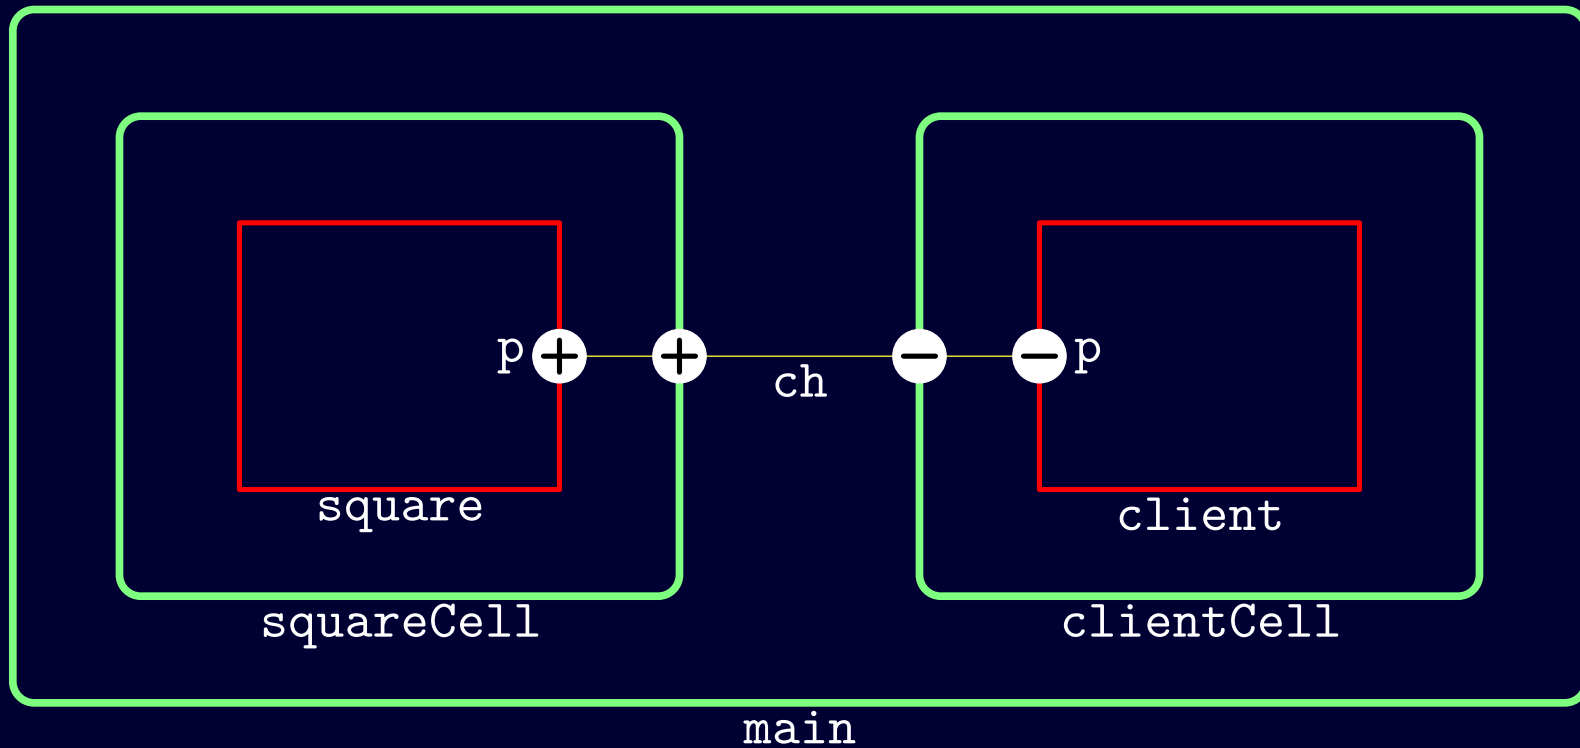 p
+
+
−
−
p
ch
square
client
squareCell
clientCell
main